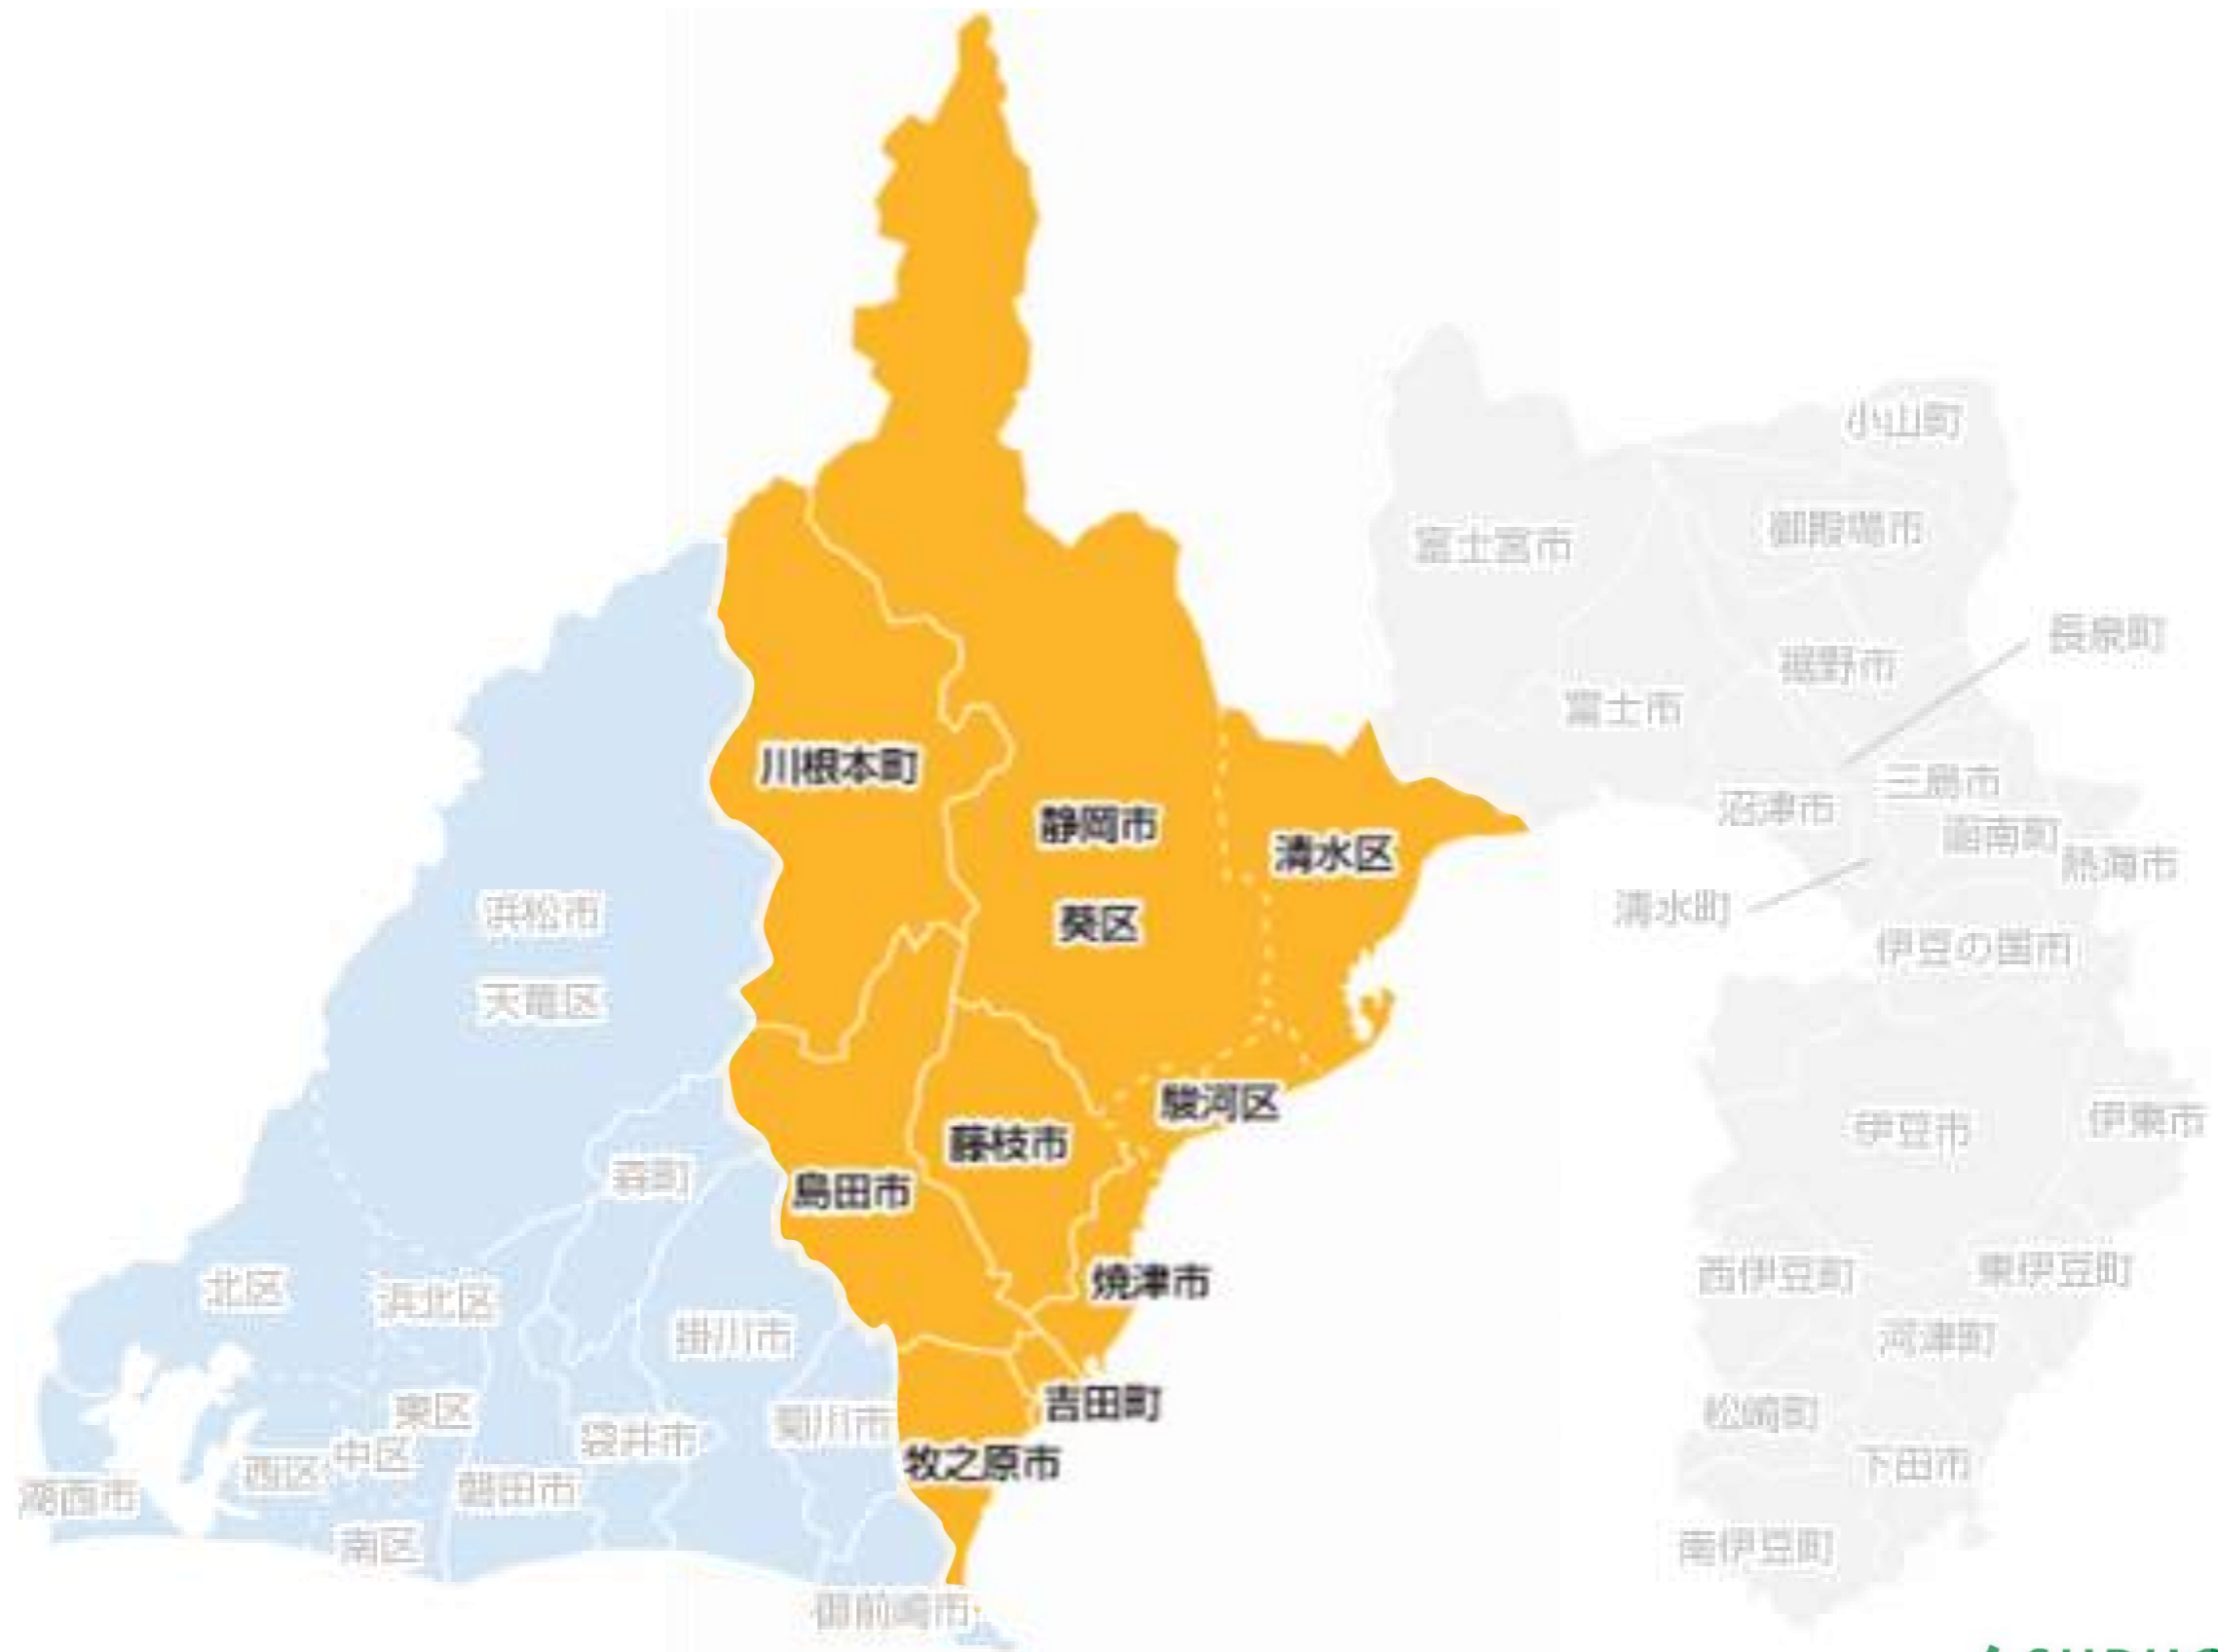 小山町
御殿場市
富士宮市
長泉町
裾野市
富士市
川根本町
三島市
沼津市
静岡市
函南町
清水区
熱海市
浜松市
清水町
葵区
伊豆の国市
天竜区
駿河区
伊東市
伊豆市
藤枝市
森町
島田市
西伊豆町
東伊豆町
焼津市
北区
浜北区
掛川市
河津町
吉田町
東区
松崎町
菊川市
袋井市
中区
牧之原市
下田市
西区
磐田市
湖西市
南区
南伊豆町
御前崎市